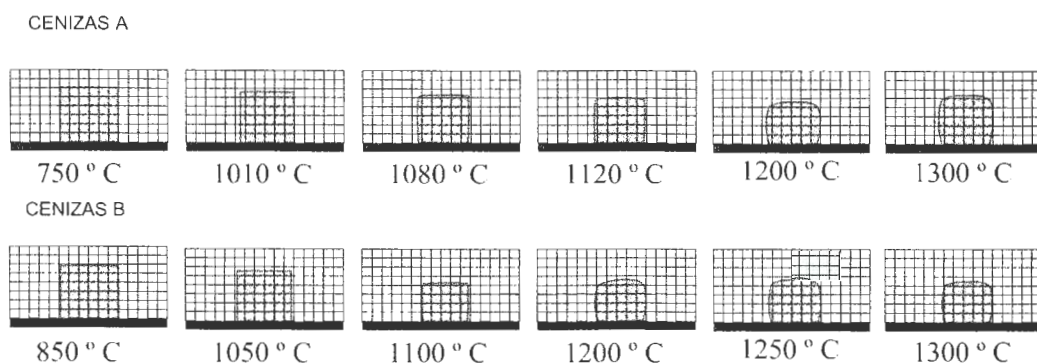 CENIZAS A
750 º C 1010 º C 1080 º C 1120 º C 1200 º C 1300 º C
CENIZAS B
850 º C 1050 º C 1100 º C 1200 º C 1250 º C 1300 º C